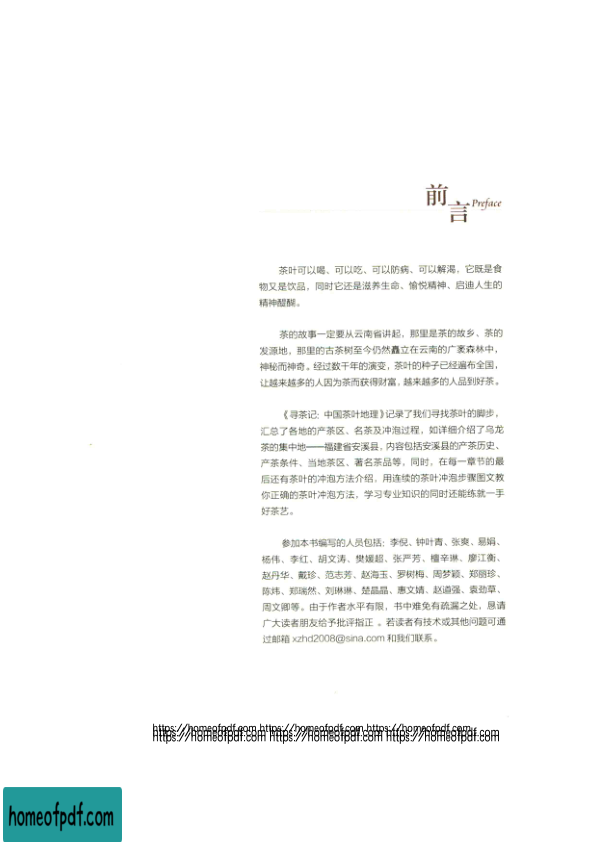 前言 Preface
茶叶可以喝、可以吃、可以防病、可以解渴，它既是食
物又是饮品，同时它还是滋养生命、愉悦精神、启迪人生的
精神醍醐。
茶的故事一定要从云南省讲起，那里是茶的故乡、茶的
发源地，那里的古茶树至今仍然矗立在云南的广袤森林中，
神秘而神奇。经过数千年的演变，茶叶的种子已经遍布全国，
让越来越多的人因为茶而获得财富，越来越多的人品到好茶。
《寻茶记：中国茶叶地理》记录了我们寻找茶叶的脚步，
汇总了各地的产茶区、名茶及冲泡过程，如详细介绍了乌龙
茶的集中地——福建省安溪县，内容包括安溪县的产茶历史、
产茶条件、当地茶区、著名茶品等，同时，在每一章节的最
后还有茶叶的冲泡方法介绍，用连续的茶叶冲泡步骤图文教
你正确的茶叶冲泡方法，学习专业知识的同时还能练就一手
好茶艺。
参加本书编写的人员包括：李倪、钟叶青、张爽、易娟、
杨伟、李红、胡文涛、樊媛超、张严芳、檀辛琳、廖江衡、
赵丹华、戴珍、范志芳、赵海玉、罗树梅、周梦颖、郑丽珍、
陈炜、郑瑞然、刘琳琳、楚晶晶、惠文婧、赵道强、袁劲草、
周文卿等。由于作者水平有限，书中难免有疏漏之处，恳请
广大读者朋友给予批评指正 。若读者有技术或其他问题可通
过邮箱 xzhd2008@sina.com 和我们联系。
https://homeofpdf.com https://homeofpdf.com https://homeofpdf.com
https://homeofpdf.com https://homeofpdf.com https://homeofpdf.com
homeofpdf.com